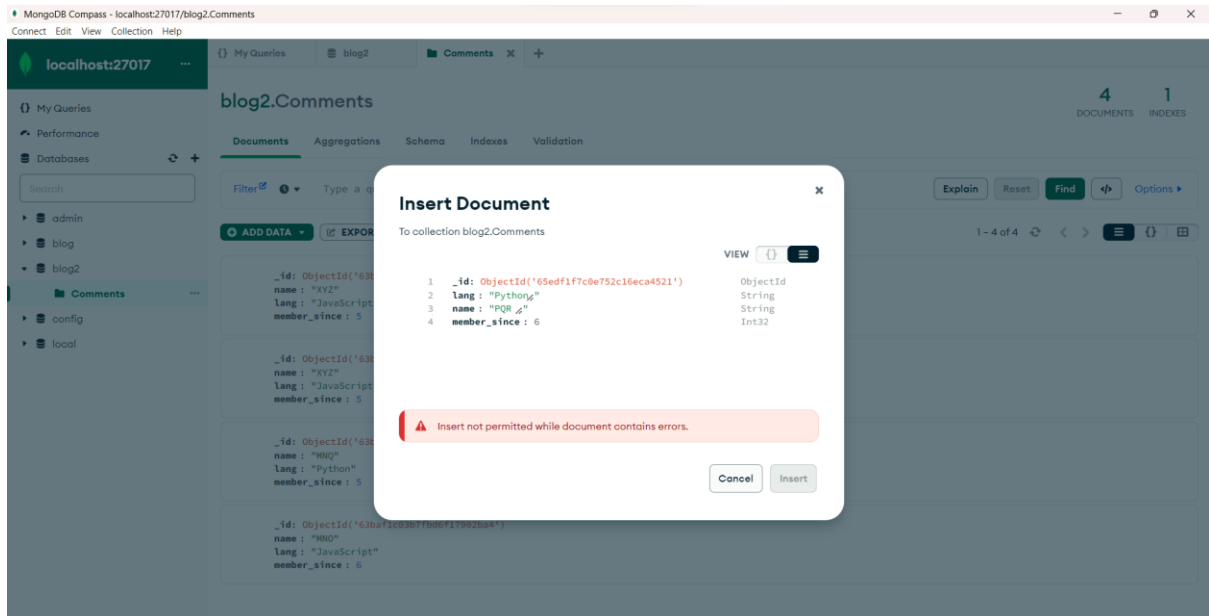 MongoDB Compass - localhost:27017/blog2.Comments
Connect Edit View Collection Help
localhost:27017 ...
My Queries
blog2
Comments
{} My Queries
Performance
Databases
Search
admin
blog
blog2
Comments ...
config
local
blog2.Comments
4
DOCUMENTS
1
INDEXES
Documents Aggregations Schema Indexes Validation
Filter Type a q
Explain Reset Find </> Options
ADD DATA EXPOR
1 - 4 of 4
_id: ObjectId('63b
name : "XYZ"
lang : "JavaScript
member_since : 5
_id: ObjectId('63b
name : "XYZ"
lang : "JavaScript
member_since : 5
_id: ObjectId('63b
name : "MNQ"
lang : "Python"
member_since : 5
_id: ObjectId('63baf1c03b7fbd6f17902ba4')
name : "MNO"
lang : "JavaScript"
member_since : 6
Insert Document
To collection blog2.Comments
VIEW {}
1 _id: ObjectId('65edf1f7c0e752c16eca4521') ObjectId
2 lang : "Python" String
3 name : "PQR " String
4 member_since : 6 Int32
Insert not permitted while document contains errors.
Cancel Insert